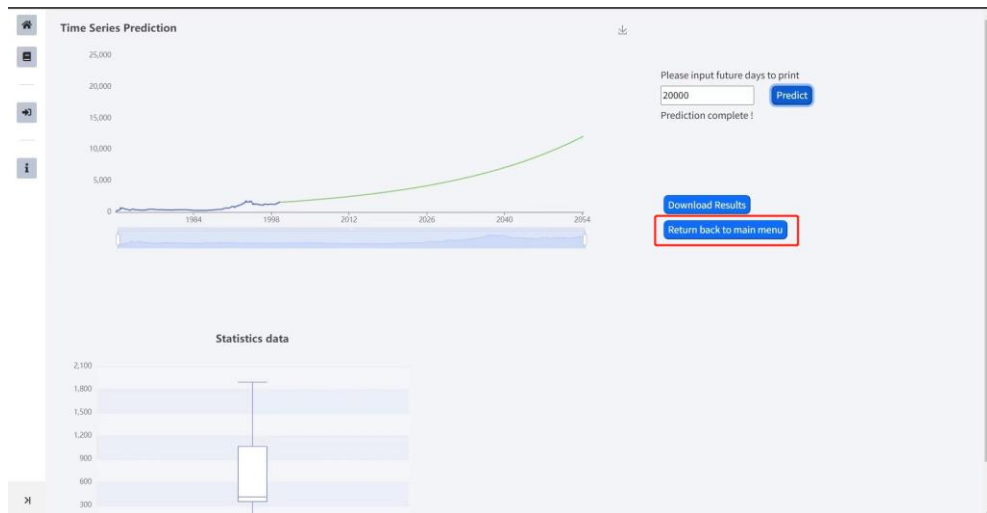 Time Series Prediction
25,000
20,000
15,000
10,000
5,000
0
1984 1998 2012 2026 2040 2054
Please input future days to print
20000 Predict
Prediction complete !
Download Results
Return back to main menu
Statistics data
2,100
1,800
1,500
1,200
900
600
300